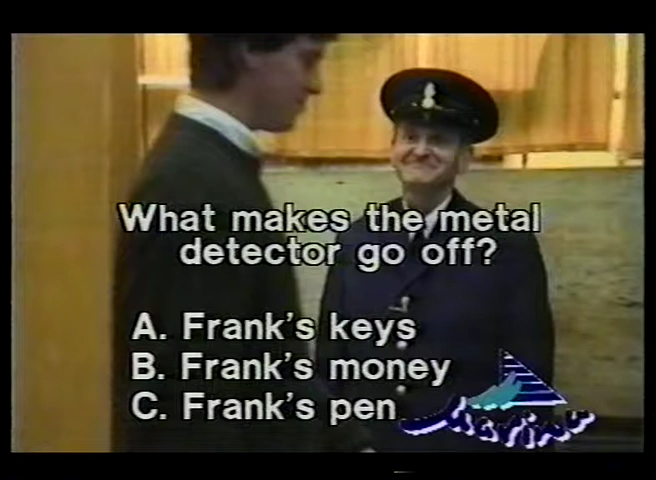 What makes the metal
detector go off?
A. Frank's keys
B. Frank's money
C. Frank's pen